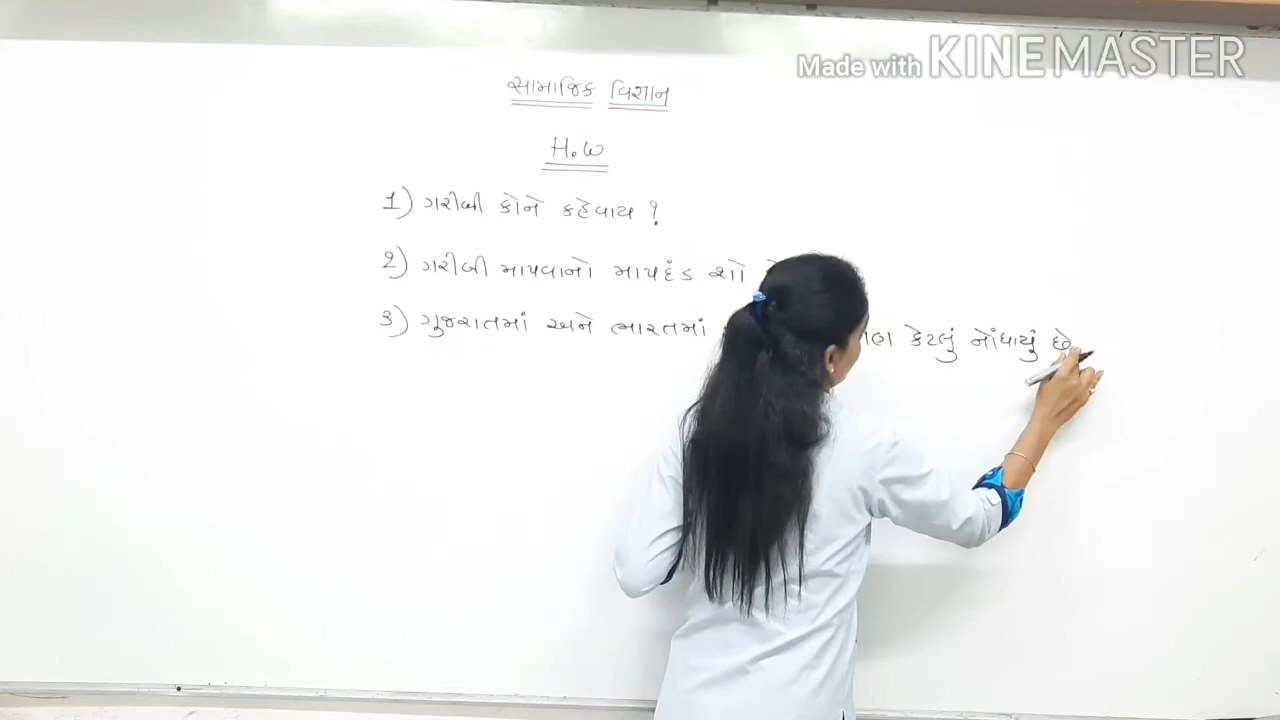 Made with KINEMASTER
સામાજિક વિજ્ઞાન
H.W
1) ગરીબી કોને કહેવાય ?
2) ગરીબી માપવાનો માપદંડ શો
3) ગુજરાતમાં અને ભારતમાં કેટલું નોંધાયું છે